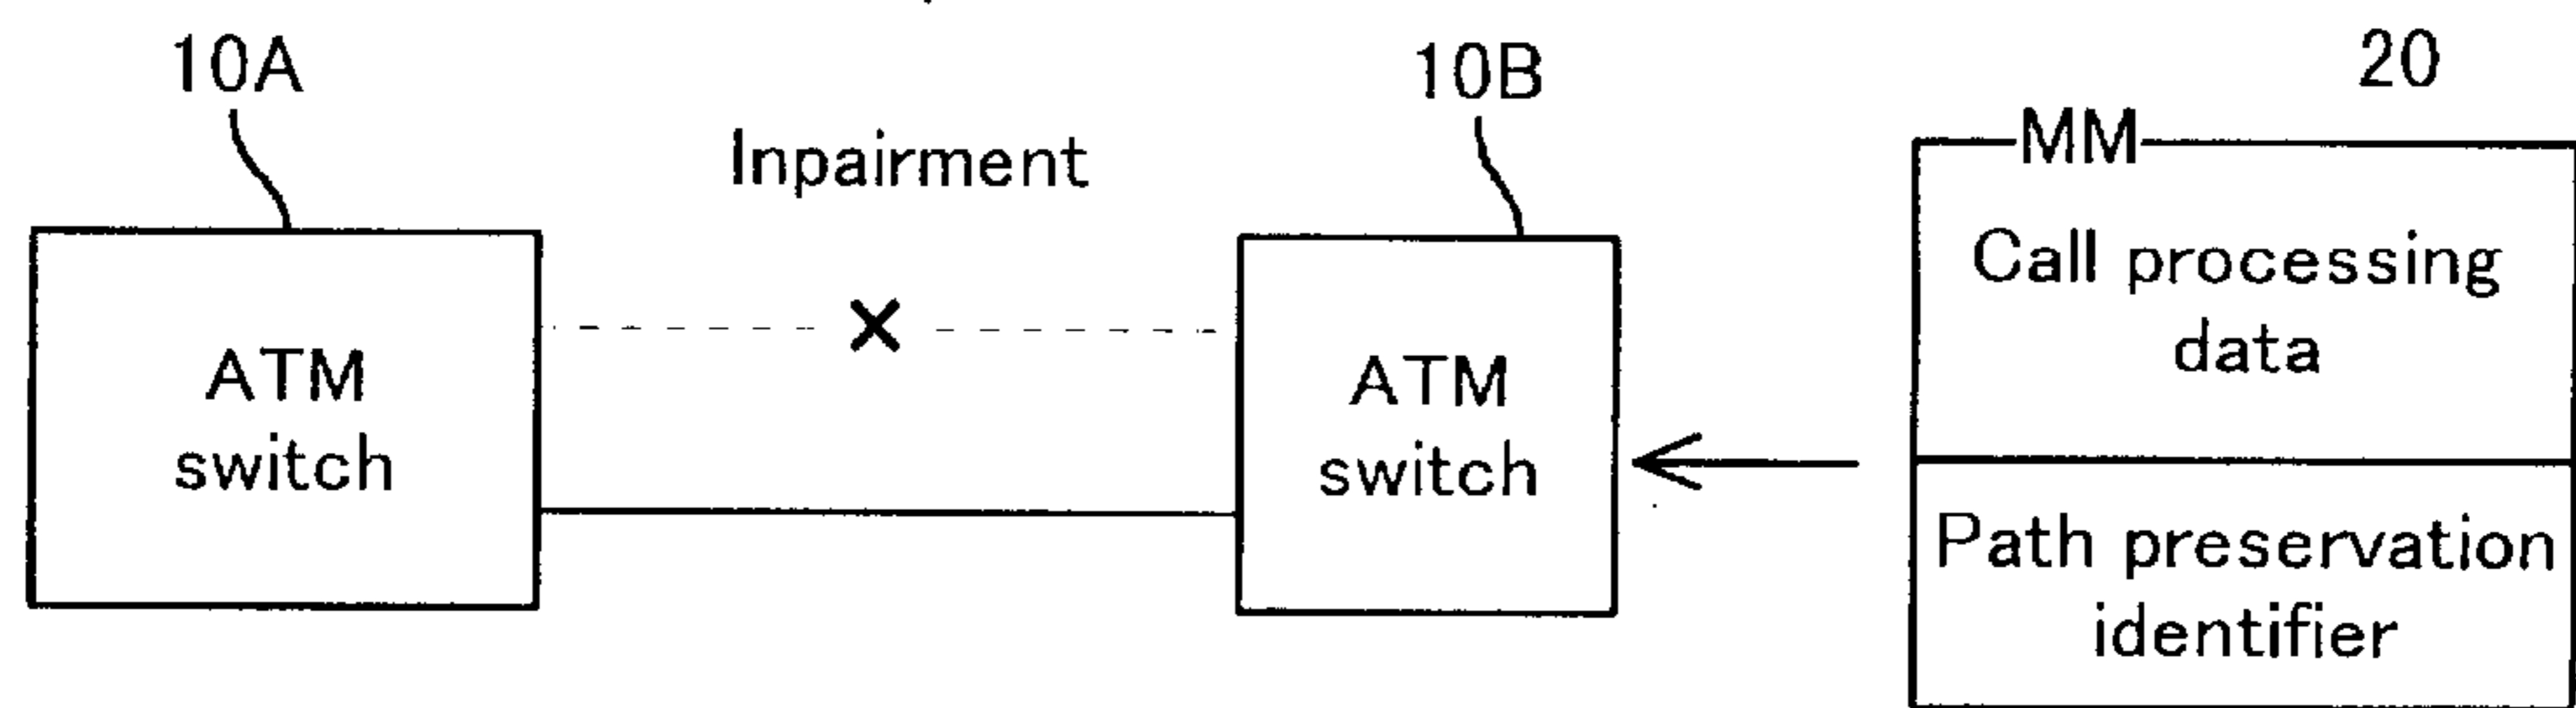 10A
10B
20
Inpairment
MM
Call processing
data
ATM
switch
ATM
switch
Path preservation
identifier